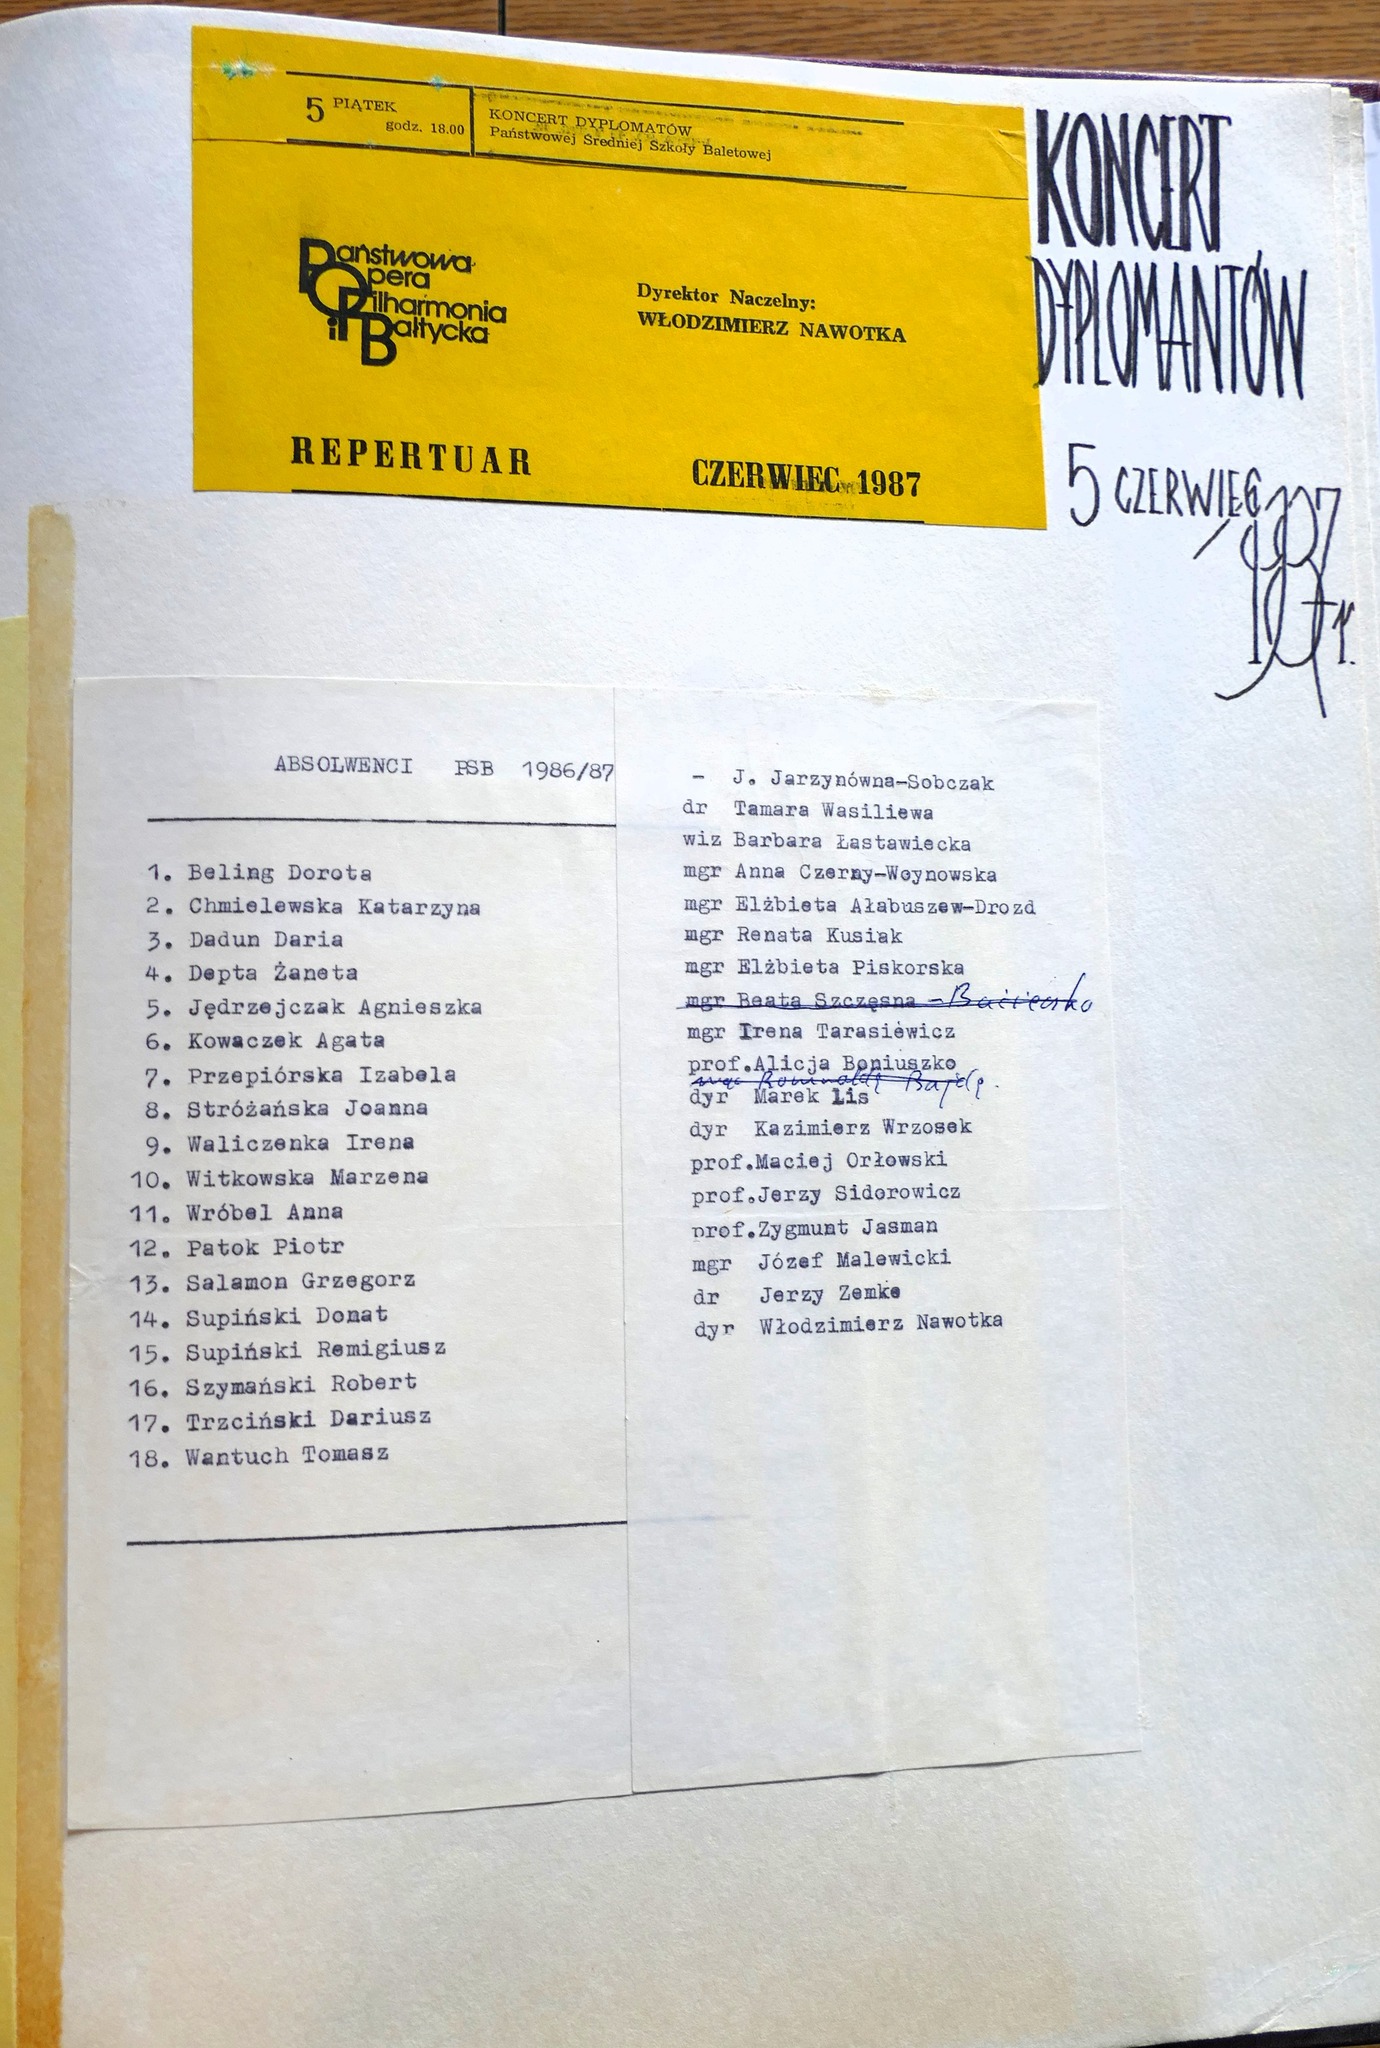 5 PIĄTEK
godz. 18.00
KONCERT DYPLOMATÓW
Państwowej Średniej Szkoły Baletowej
Państwowa
Opera
i Filharmonia
Bałtycka
Dyrektor Naczelny:
WŁODZIMIERZ NAWOTKA
REPERTUAR
CZERWIEC 1987
KONCERT
DYPLOMANTÓW
5 CZERWIEC
1987 r.
ABSOLWENCI PSB 1986/87
1. Beling Dorota
2. Chmielewska Katarzyna
3. Dadun Daria
4. Depta Żaneta
5. Jędrzejczak Agnieszka
6. Kowaczek Agata
7. Przepiórska Izabela
8. Stróżańska Joanna
9. Waliczenka Irena
10. Witkowska Marzena
11. Wróbel Anna
12. Patok Piotr
13. Salamon Grzegorz
14. Supiński Donat
15. Supiński Remigiusz
16. Szymański Robert
17. Trzciński Dariusz
18. Wantuch Tomasz
- J. Jarzynówna-Sobczak
dr Tamara Wasiliewa
wiz Barbara Łastawiecka
mgr Anna Czerny-Woynowska
mgr Elżbieta Ałabuszew-Drozd
mgr Renata Kusiak
mgr Elżbieta Piskorska
mgr Beata Szczęsna -
mgr Irena Tarasiewicz
prof. Alicja Boniuszko
dyr Marek Lis
dyr Kazimierz Wrzosek
prof. Maciej Orłowski
prof. Jerzy Sidorowicz
prof. Zygmunt Jasman
mgr Józef Malewicki
dr Jerzy Zemke
dyr Włodzimierz Nawotka